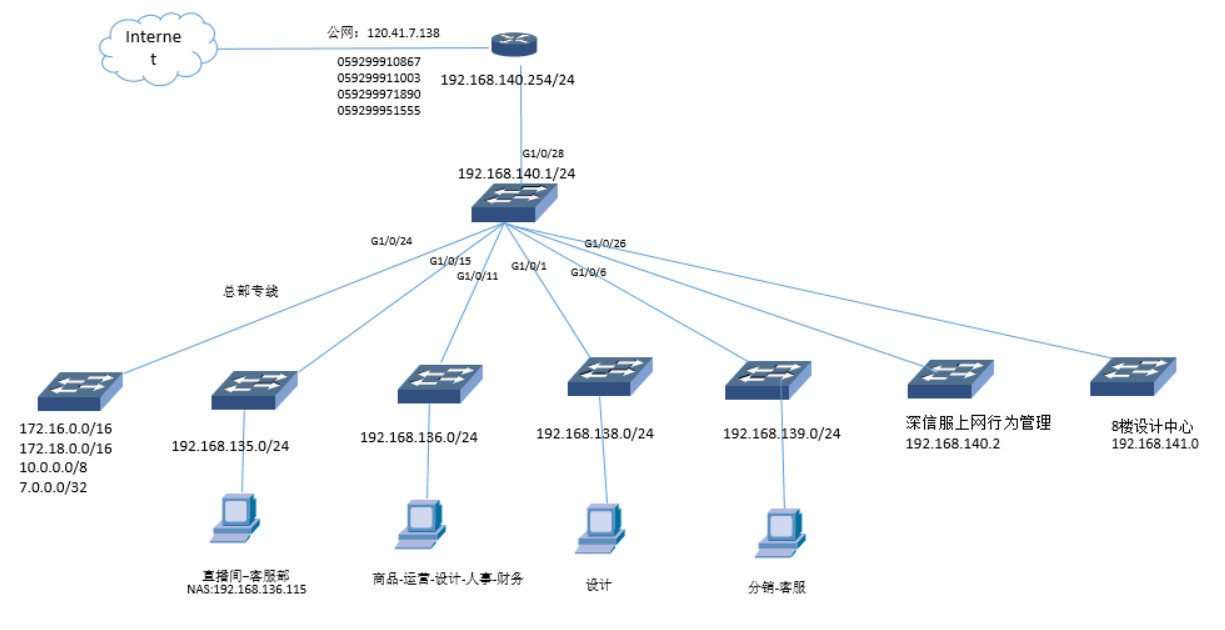 Interne
t
公网：120.41.7.138
059299910867
059299911003
059299971890
059299951555
192.168.140.254/24
G1/0/28
192.168.140.1/24
G1/0/24
G1/0/15
G1/0/11
G1/0/1
G1/0/6
G1/0/26
总部专线
172.16.0.0/16
172.18.0.0/16
10.0.0.0/8
7.0.0.0/32
192.168.135.0/24
192.168.136.0/24
192.168.138.0/24
192.168.139.0/24
深信服上网行为管理
192.168.140.2
8楼设计中心
192.168.141.0
直播间–客服部
NAS:192.168.136.115
商品-运营-设计-人事-财务
设计
分销-客服